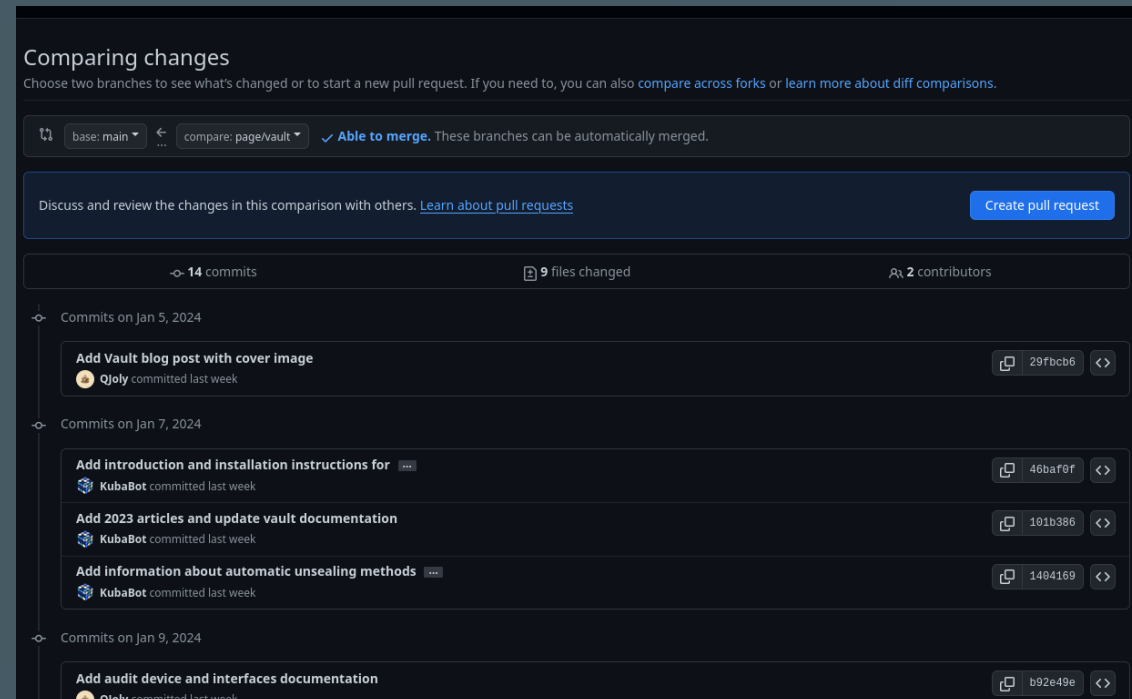 Comparing changes
Choose two branches to see what's changed or to start a new pull request. If you need to, you can also compare across forks or learn more about diff comparisons.
base: main compare: page/vault Able to merge. These branches can be automatically merged.
Discuss and review the changes in this comparison with others. Learn about pull requests Create pull request
14 commits 9 files changed 2 contributors
Commits on Jan 5, 2024
Add Vault blog post with cover image 29fbcb6
QJoly committed last week
Commits on Jan 7, 2024
Add introduction and installation instructions for … 46baf0f
KubaBot committed last week
Add 2023 articles and update vault documentation 101b386
KubaBot committed last week
Add information about automatic unsealing methods … 1404169
KubaBot committed last week
Commits on Jan 9, 2024
Add audit device and interfaces documentation b92e49e
QJoly committed last week